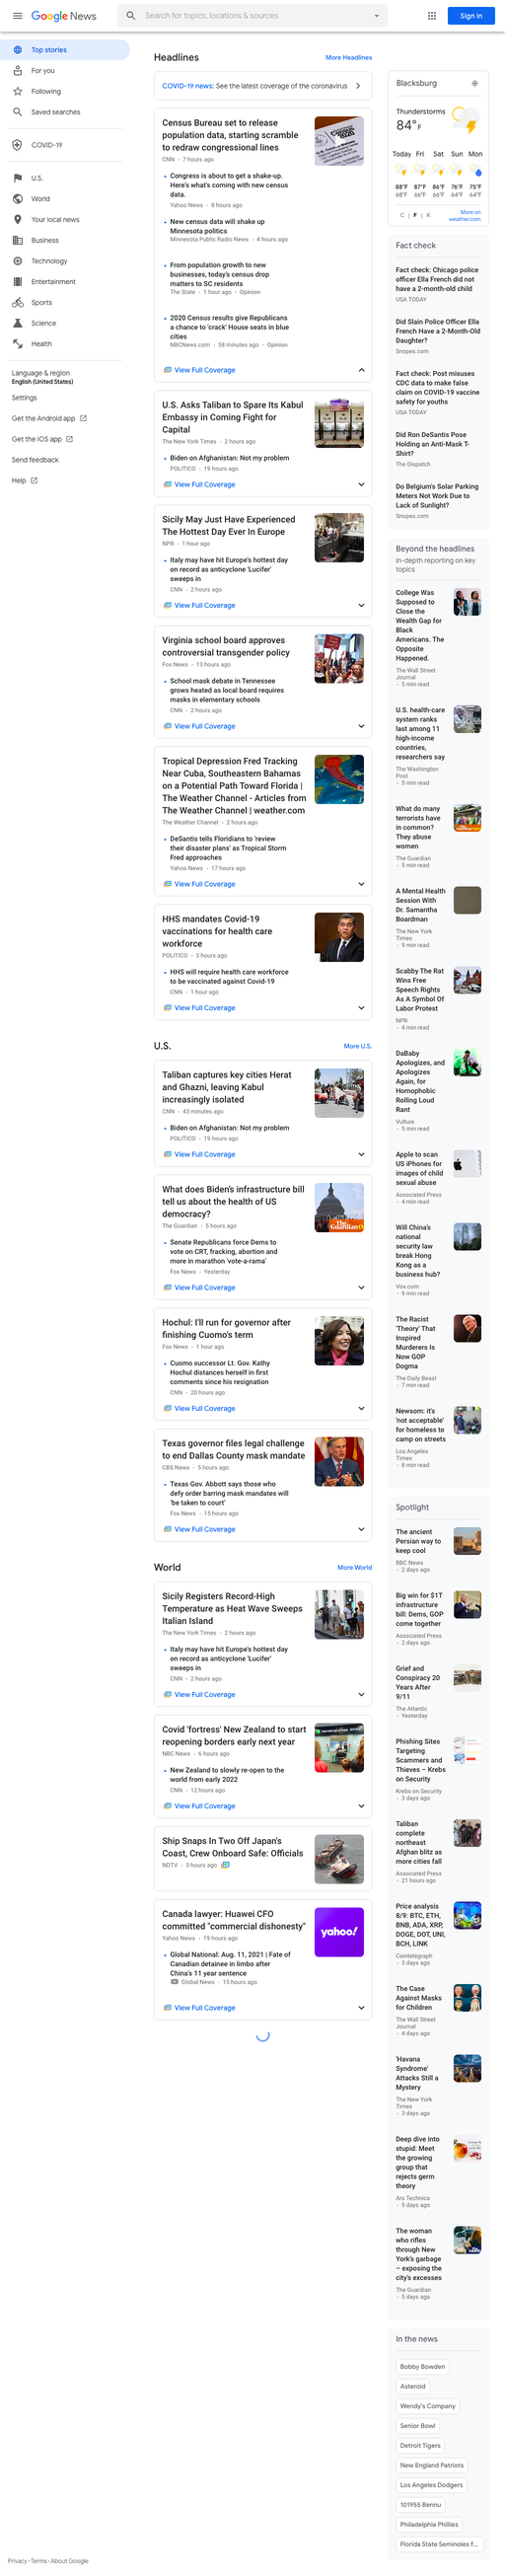 Google News
Search for topics, locations & sources
Sign in
Top stories
For you
Following
Saved searches
COVID-19
U.S.
World
Your local news
Business
Technology
Entertainment
Sports
Science
Health
Language & region
English (United States)
Settings
Get the Android app
Get the iOS app
Send feedback
Help
Headlines
More Headlines
COVID-19 news: See the latest coverage of the coronavirus
Census Bureau set to release
population data, starting scramble
to redraw congressional lines
CNN • 7 hours ago
Congress is about to get a shake-up.
Here's what's coming with new census
data.
Yahoo News • 8 hours ago
New census data will shake up
Minnesota politics
Minnesota Public Radio News • 4 hours ago
From population growth to new
businesses, today's census drop
matters to SC residents
The State • 1 hour ago • Opinion
2020 Census results give Republicans
a chance to 'crack' House seats in blue
cities
NBCNews.com • 58 minutes ago • Opinion
View Full Coverage
U.S. Asks Taliban to Spare Its Kabul
Embassy in Coming Fight for
Capital
The New York Times • 2 hours ago
Biden on Afghanistan: Not my problem
POLITICO • 19 hours ago
View Full Coverage
Sicily May Just Have Experienced
The Hottest Day Ever In Europe
NPR • 1 hour ago
Italy may have hit Europe's hottest day
on record as anticyclone 'Lucifer'
sweeps in
CNN • 2 hours ago
View Full Coverage
Virginia school board approves
controversial transgender policy
Fox News • 13 hours ago
School mask debate in Tennessee
grows heated as local board requires
masks in elementary schools
CNN • 2 hours ago
View Full Coverage
Tropical Depression Fred Tracking
Near Cuba, Southeastern Bahamas
on a Potential Path Toward Florida |
The Weather Channel - Articles from
The Weather Channel | weather.com
The Weather Channel • 2 hours ago
DeSantis tells Floridians to 'review
their disaster plans' as Tropical Storm
Fred approaches
Yahoo News • 17 hours ago
View Full Coverage
HHS mandates Covid-19
vaccinations for health care
workforce
POLITICO • 3 hours ago
HHS will require health care workforce
to be vaccinated against Covid-19
CNN • 1 hour ago
View Full Coverage
U.S.
More U.S.
Taliban captures key cities Herat
and Ghazni, leaving Kabul
increasingly isolated
CNN • 43 minutes ago
Biden on Afghanistan: Not my problem
POLITICO • 19 hours ago
View Full Coverage
What does Biden's infrastructure bill
tell us about the health of US
democracy?
The Guardian • 5 hours ago
Senate Republicans force Dems to
vote on CRT, fracking, abortion and
more in marathon 'vote-a-rama'
Fox News • Yesterday
View Full Coverage
Hochul: I'll run for governor after
finishing Cuomo's term
Fox News • 1 hour ago
Cuomo successor Lt. Gov. Kathy
Hochul distances herself in first
comments since his resignation
CNN • 20 hours ago
View Full Coverage
Texas governor files legal challenge
to end Dallas County mask mandate
CBS News • 5 hours ago
Texas Gov. Abbott says those who
defy order barring mask mandates will
'be taken to court'
Fox News • 15 hours ago
View Full Coverage
World
More World
Sicily Registers Record-High
Temperature as Heat Wave Sweeps
Italian Island
The New York Times • 2 hours ago
Italy may have hit Europe's hottest day
on record as anticyclone 'Lucifer'
sweeps in
CNN • 2 hours ago
View Full Coverage
Covid 'fortress' New Zealand to start
reopening borders early next year
NBC News • 6 hours ago
New Zealand to slowly re-open to the
world from early 2022
CNN • 12 hours ago
View Full Coverage
Ship Snaps In Two Off Japan's
Coast, Crew Onboard Safe: Officials
NDTV • 3 hours ago
Canada lawyer: Huawei CFO
committed "commercial dishonesty"
Yahoo News • 19 hours ago
yahoo!
Global National: Aug. 11, 2021 | Fate of
Canadian detainee in limbo after
China's 11 year sentence
Global News • 15 hours ago
View Full Coverage
Blacksburg
Thunderstorms
84°F
Today Fri Sat Sun Mon
88°F 87°F 86°F 76°F 75°F
68°F 66°F 68°F 64°F 64°F
C | F | K
More on
weather.com
Fact check
Fact check: Chicago police
officer Ella French did not
have a 2-month-old child
USA TODAY
Did Slain Police Officer Ella
French Have a 2-Month-Old
Daughter?
Snopes.com
Fact check: Post misuses
CDC data to make false
claim on COVID-19 vaccine
safety for youths
USA TODAY
Did Ron DeSantis Pose
Holding an Anti-Mask T-
Shirt?
The Dispatch
Do Belgium's Solar Parking
Meters Not Work Due to
Lack of Sunlight?
Snopes.com
Beyond the headlines
In-depth reporting on key
topics
College Was
Supposed to
Close the
Wealth Gap for
Black
Americans. The
Opposite
Happened.
The Wall Street
Journal
• 5 min read
U.S. health-care
system ranks
last among 11
high-income
countries,
researchers say
The Washington
Post
• 5 min read
What do many
terrorists have
in common?
They abuse
women
The Guardian
• 5 min read
A Mental Health
Session With
Dr. Samantha
Boardman
The New York
Times
• 9 min read
Scabby The Rat
Wins Free
Speech Rights
As A Symbol Of
Labor Protest
NPR
• 4 min read
DaBaby
Apologizes, and
Apologizes
Again, for
Homophobic
Rolling Loud
Rant
Vulture
• 5 min read
Apple to scan
US iPhones for
images of child
sexual abuse
Associated Press
• 4 min read
Will China's
national
security law
break Hong
Kong as a
business hub?
Vox.com
• 9 min read
The Racist
'Theory' That
Inspired
Murderers Is
Now GOP
Dogma
The Daily Beast
• 7 min read
Newsom: it's
'not acceptable'
for homeless to
camp on streets
Los Angeles
Times
• 8 min read
Spotlight
The ancient
Persian way to
keep cool
BBC News
• 2 days ago
Big win for $1T
infrastructure
bill: Dems, GOP
come together
Associated Press
• 2 days ago
Grief and
Conspiracy 20
Years After
9/11
The Atlantic
• Yesterday
Phishing Sites
Targeting
Scammers and
Thieves – Krebs
on Security
Krebs on Security
• 3 days ago
Taliban
complete
northeast
Afghan blitz as
more cities fall
Associated Press
• 21 hours ago
Price analysis
8/9: BTC, ETH,
BNB, ADA, XRP,
DOGE, DOT, UNI,
BCH, LINK
Cointelegraph
• 3 days ago
The Case
Against Masks
for Children
The Wall Street
Journal
• 4 days ago
'Havana
Syndrome'
Attacks Still a
Mystery
The New York
Times
• 3 days ago
Deep dive into
stupid: Meet
the growing
group that
rejects germ
theory
Ars Technica
• 5 days ago
The woman
who rifles
through New
York's garbage
– exposing the
city's excesses
The Guardian
• 5 days ago
In the news
Bobby Bowden
Asteroid
Wendy's Company
Senior Bowl
Detroit Tigers
New England Patriots
Los Angeles Dodgers
101955 Bennu
Philadelphia Phillies
Florida State Seminoles f...
Privacy • Terms • About Google